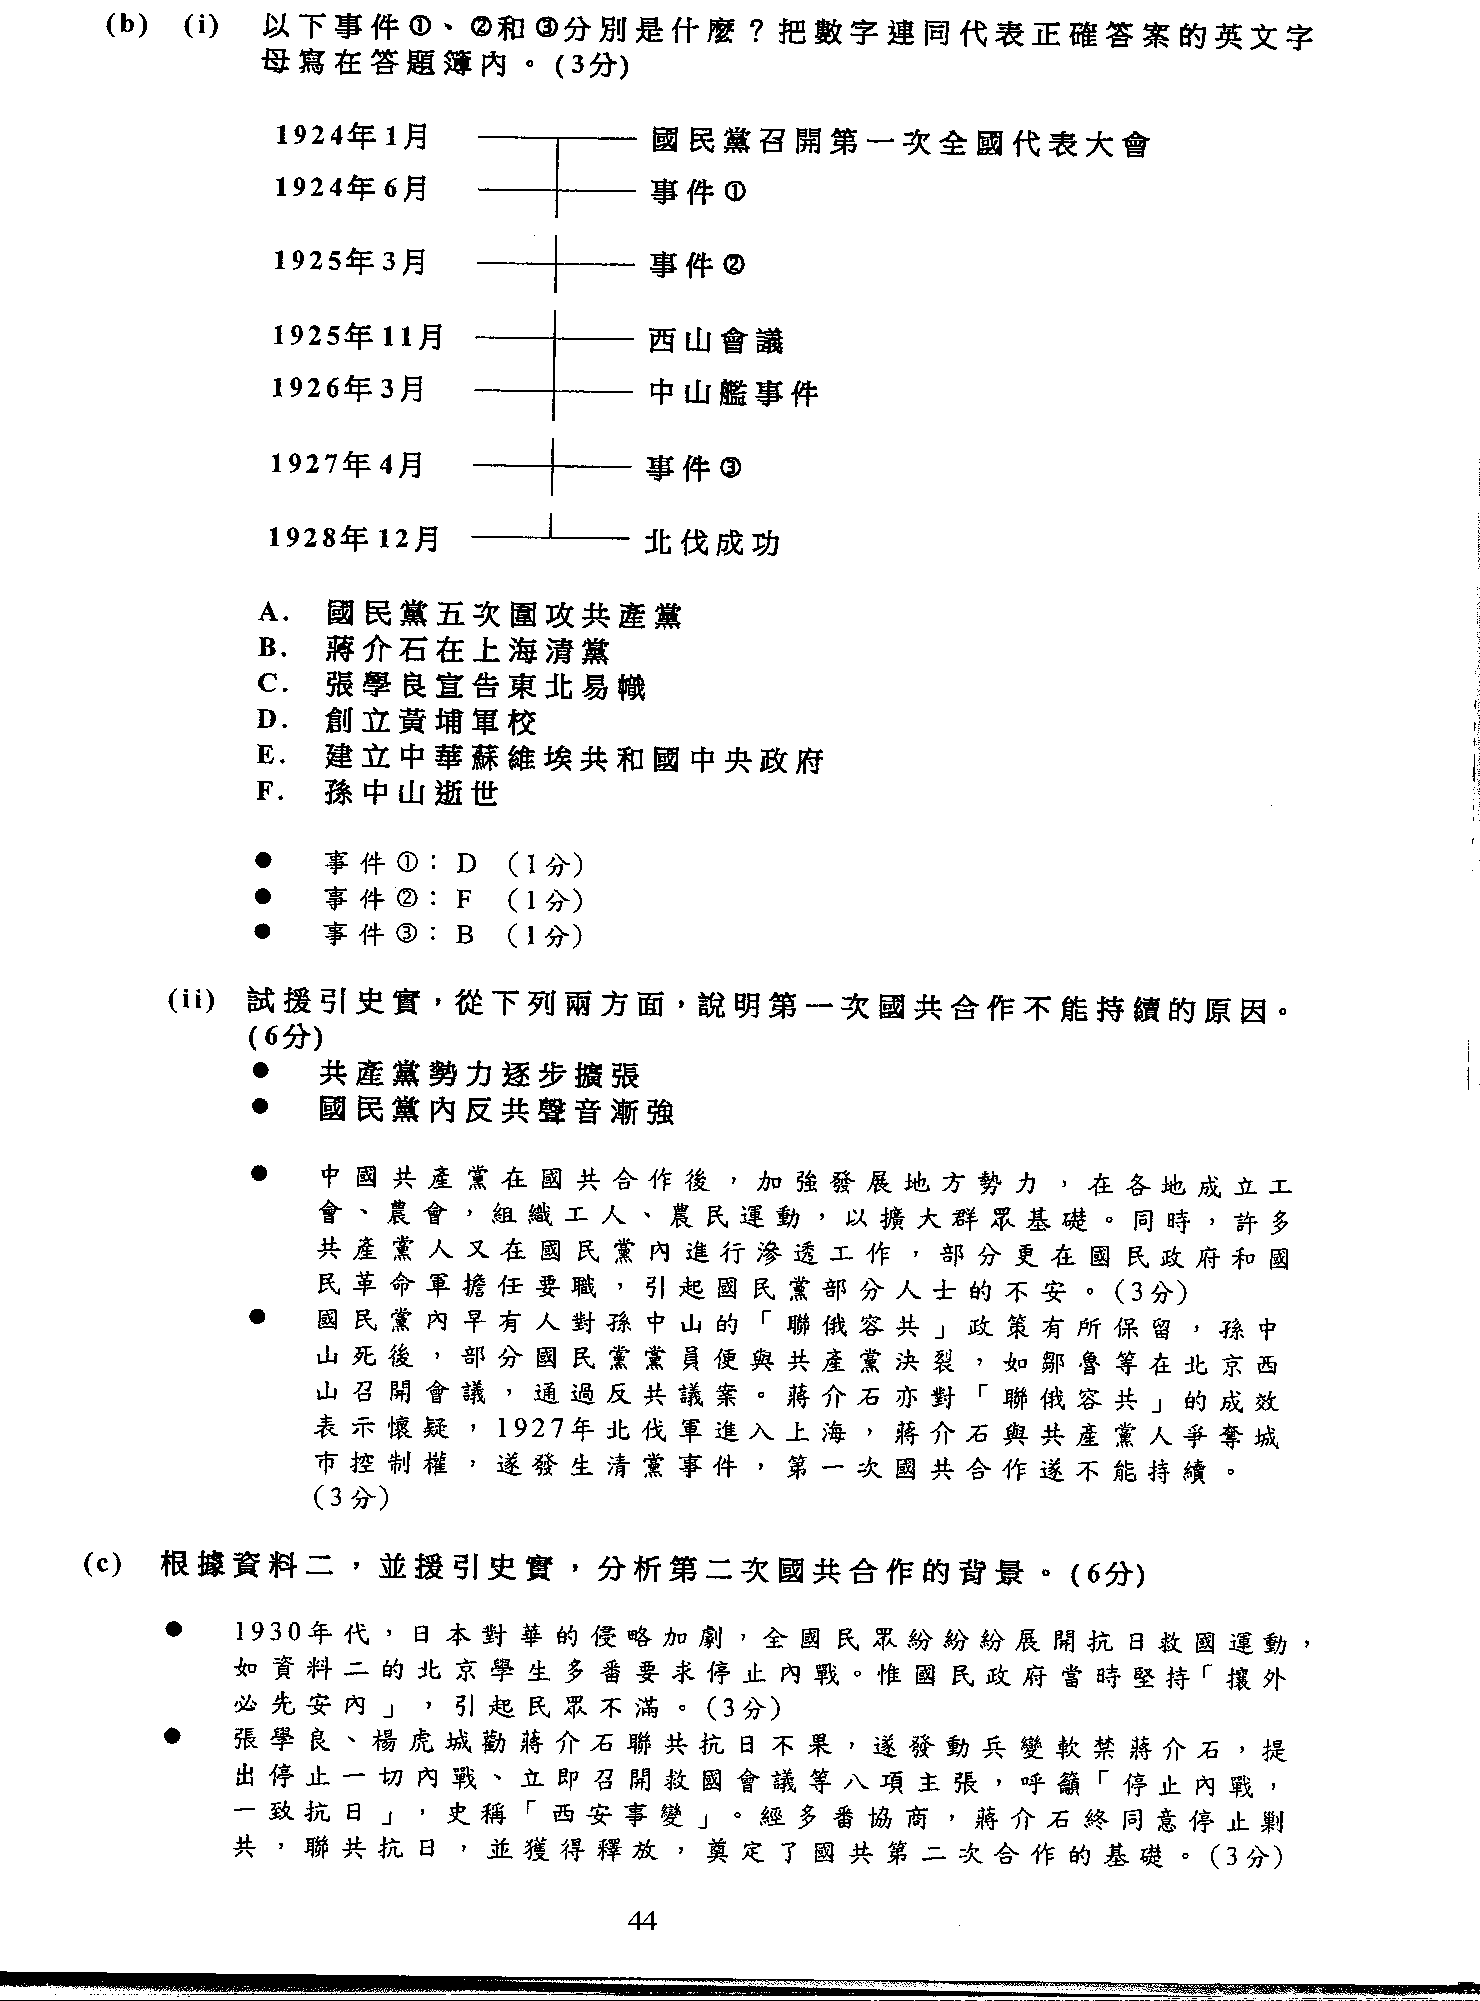 (b) (i) 以下事件①、②和③分別是什麼？把數字連同代表正確答案的英文字
母寫在答題簿內。(3分)
1924年1月 國民黨召開第一次全國代表大會
1924年6月 事件①
1925年3月 事件②
1925年11月 西山會議
1926年3月 中山艦事件
1927年4月 事件③
1928年12月 北伐成功
A. 國民黨五次圍攻共產黨
B. 蔣介石在上海清黨
C. 張學良宣告東北易幟
D. 創立黃埔軍校
E. 建立中華蘇維埃共和國中央政府
F. 孫中山逝世
● 事件①：D （1分）
● 事件②：F （1分）
● 事件③：B （1分）
(ii) 試援引史實，從下列兩方面，說明第一次國共合作不能持續的原因。
(6分)
● 共產黨勢力逐步擴張
● 國民黨內反共聲音漸強
● 中國共產黨在國共合作後，加強發展地方勢力，在各地成立工
會、農會，組織工人、農民運動，以擴大群眾基礎。同時，許多
共產黨人又在國民黨內進行滲透工作，部分更在國民政府和國
民革命軍擔任要職，引起國民黨部分人士的不安。(3分)
● 國民黨內早有人對孫中山的「聯俄容共」政策有所保留，孫中
山死後，部分國民黨黨員便與共產黨決裂，如鄒魯等在北京西
山召開會議，通過反共議案。蔣介石亦對「聯俄容共」的成效
表示懷疑，1927年北伐軍進入上海，蔣介石與共產黨人爭奪城
市控制權，遂發生清黨事件，第一次國共合作遂不能持續。
(3分)
(c) 根據資料二，並援引史實，分析第二次國共合作的背景。(6分)
● 1930年代，日本對華的侵略加劇，全國民眾紛紛紛展開抗日救國運動，
如資料二的北京學生多番要求停止內戰。惟國民政府當時堅持「攘外
必先安內」，引起民眾不滿。(3分)
● 張學良、楊虎城勸蔣介石聯共抗日不果，遂發動兵變軟禁蔣介石，提
出停止一切內戰、立即召開救國會議等八項主張，呼籲「停止內戰，
一致抗日」，史稱「西安事變」。經多番協商，蔣介石終同意停止剿
共，聯共抗日，並獲得釋放，奠定了國共第二次合作的基礎。(3分)
44